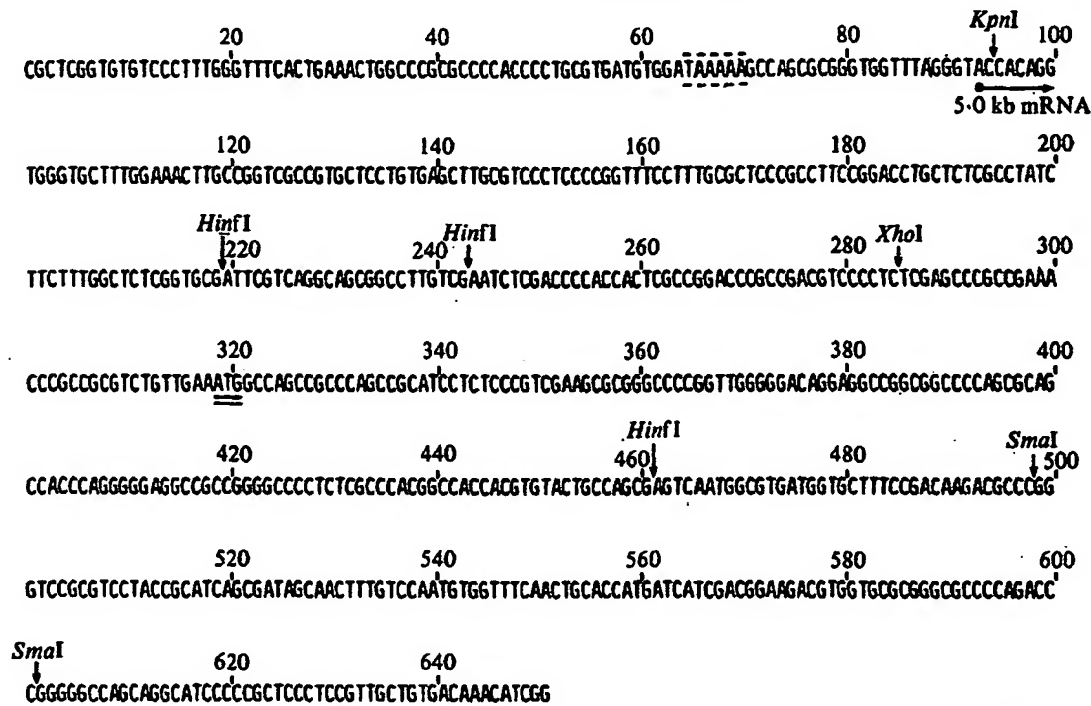 KpnI
20 40 60 80 100
CGCTCGGTGTGTCCCTTTGGGTTTCACTGAAACTGGCCCGCGCCCCACCCCTGCGTGATGTGGATAAAAAGCCAGCGCGGGTGGTTTAGGGTACCACAGG
5·0 kb mRNA
120 140 160 180 200
TGGGTGCTTTGGAAACTTGCCGGTCGCCGTGCTCCTGTGAGCTTGCGTCCCTCCCCGGTTTCCTTTGCGCTCCCGCCTTCCGGACCTGCTCTCGCCTATC
HinfI HinfI XhoI
220 240 260 280 300
TTCTTTGGCTCTCGGTGCGATTCGTCAGGCAGCGGCCTTGTCGAATCTCGACCCCACCACTCGCCGGACCCGCCGACGTCCCCTCTCGAGCCCGCCGAAA
320 340 360 380 400
CCCGCCGCGTCTGTTGAAATGGCCAGCCGCCCAGCCGCATCCTCTCCCGTCGAAGCGCGGGCCCCGGTTGGGGGACAGGAGGCCGGCGGCCCCAGCGCAG
HinfI SmaI
420 440 460 480 500
CCACCCAGGGGGAGGCCGCCGGGGCCCCTCTCGCCCACGGCCACCACGTGTACTGCCAGCGAGTCAATGGCGTGATGGTGCTTTCCGACAAGACGCCCGG
520 540 560 580 600
GTCCGCGTCCTACCGCATCAGCGATAGCAACTTTGTCCAATGTGGTTTCAACTGCACCATGATCATCGACGGAAGACGTGGTGCGCGGGCGCCCCAGACC
SmaI
620 640
CGGGGGCCAGCAGGCATCCCCCGCTCCCTCCGTTGCTGTGACAAACATCGG